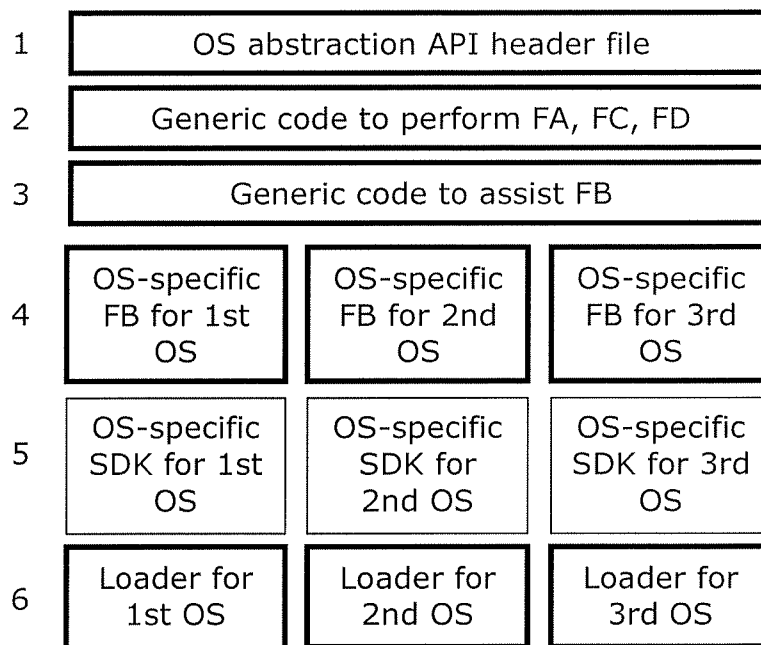 1 OS abstraction API header file
2 Generic code to perform FA, FC, FD
3 Generic code to assist FB
4
OS-specific
FB for 1st
OS
OS-specific
FB for 2nd
OS
OS-specific
FB for 3rd
OS
5
OS-specific
SDK for 1st
OS
OS-specific
SDK for
2nd OS
OS-specific
SDK for 3rd
OS
6
Loader for
1st OS
Loader for
2nd OS
Loader for
3rd OS